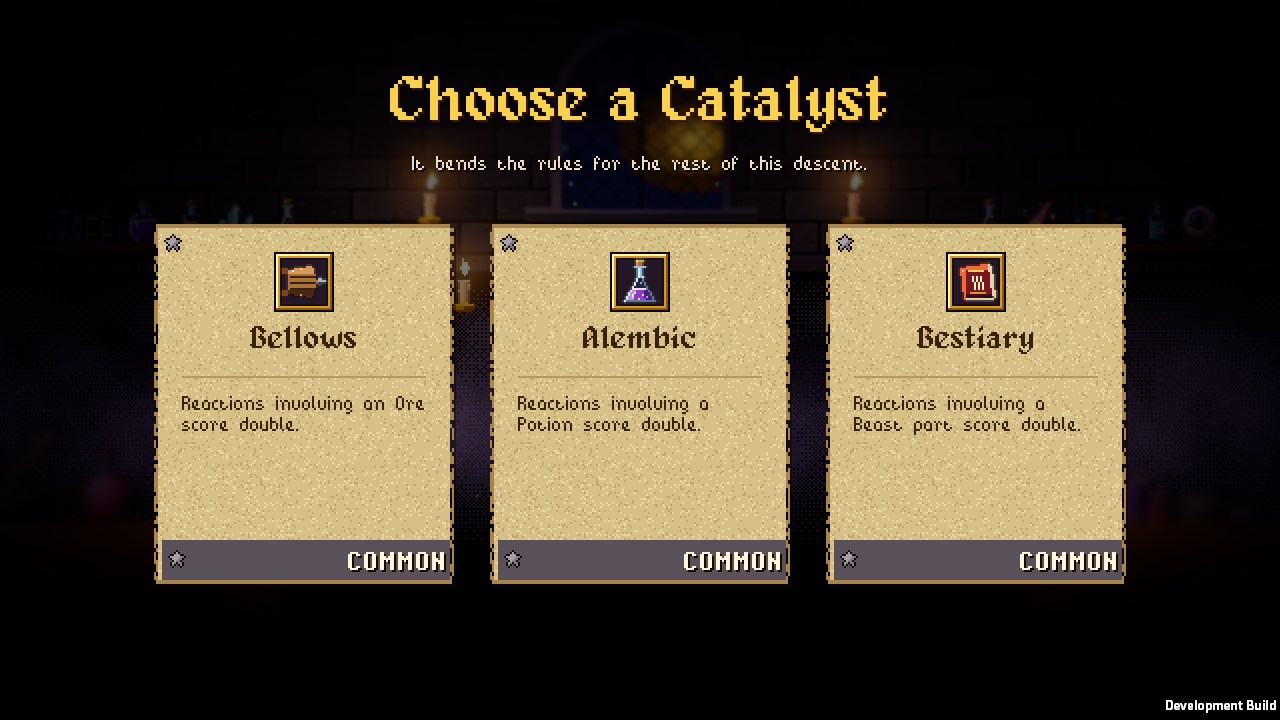 Choose a Catalyst
It bends the rules for the rest of this descent.
Bellows
Reactions involving an Ore
score double.
COMMON
Alembic
Reactions involving a
Potion score double.
COMMON
Bestiary
Reactions involving a
Beast part score double.
COMMON
Development Build